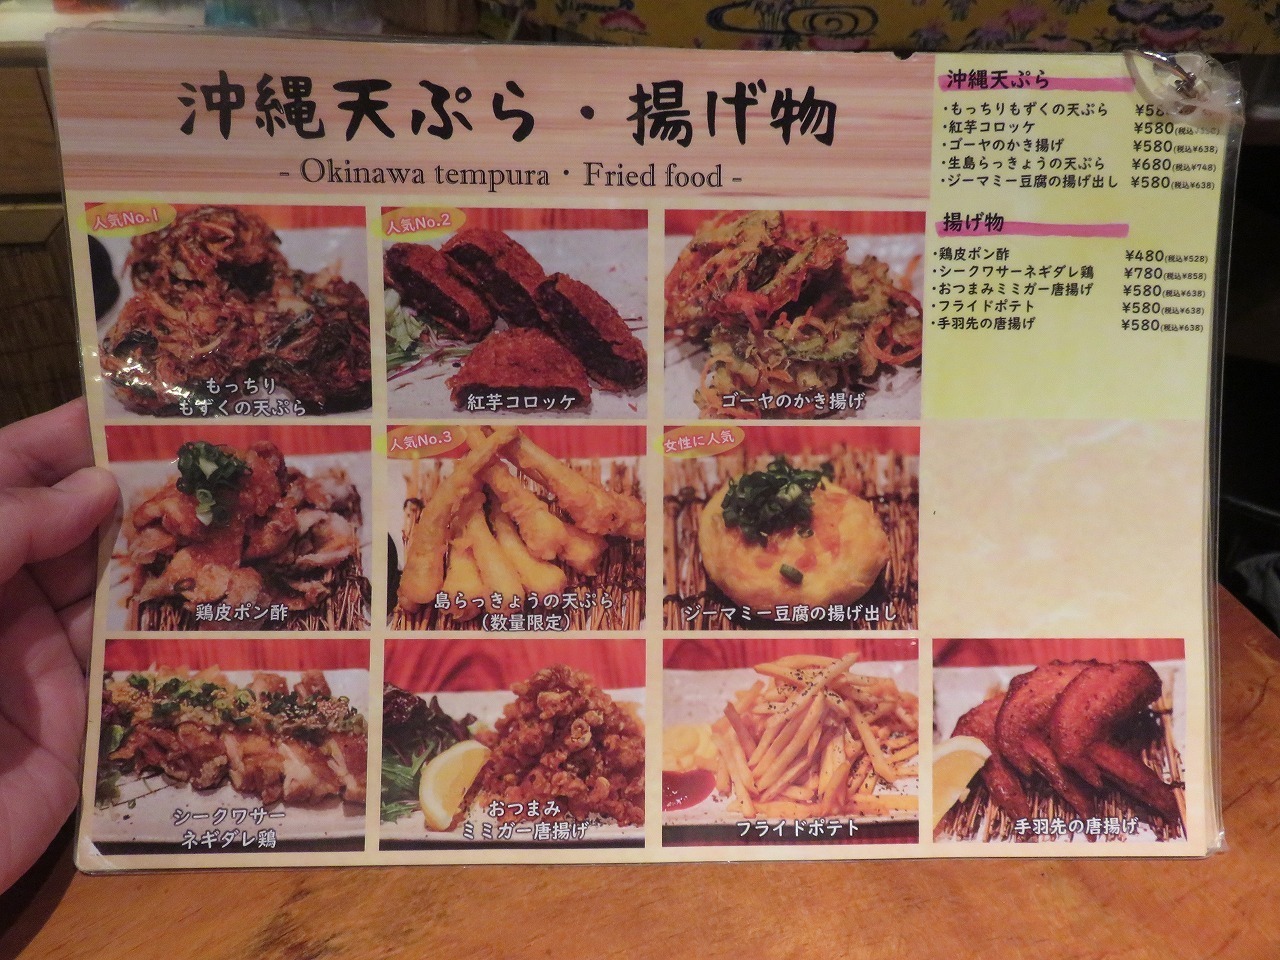 沖縄天ぷら・揚げ物
- Okinawa tempura・Fried food -
沖縄天ぷら
・もっちりもずくの天ぷら ¥58
・紅芋コロッケ ¥580(税込
・ゴーヤのかき揚げ ¥580(税込¥638)
・生島らっきょうの天ぷら ¥680(税込¥748)
・ジーマミー豆腐の揚げ出し ¥580(税込¥638)
揚げ物
・鶏皮ポン酢 ¥480(税込¥528)
・シークワサーネギダレ鶏 ¥780(税込¥858)
・おつまみミミガー唐揚げ ¥580(税込¥638)
・フライドポテト ¥580(税込¥638)
・手羽先の唐揚げ ¥580(税込¥638)
人気No.1
もっちり
もずくの天ぷら
人気No.2
紅芋コロッケ
ゴーヤのかき揚げ
鶏皮ポン酢
人気No.3
島らっきょうの天ぷら
(数量限定)
女性に人気
ジーマミー豆腐の揚げ出し
シークワサー
ネギダレ鶏
おつまみ
ミミガー唐揚げ
フライドポテト
手羽先の唐揚げ